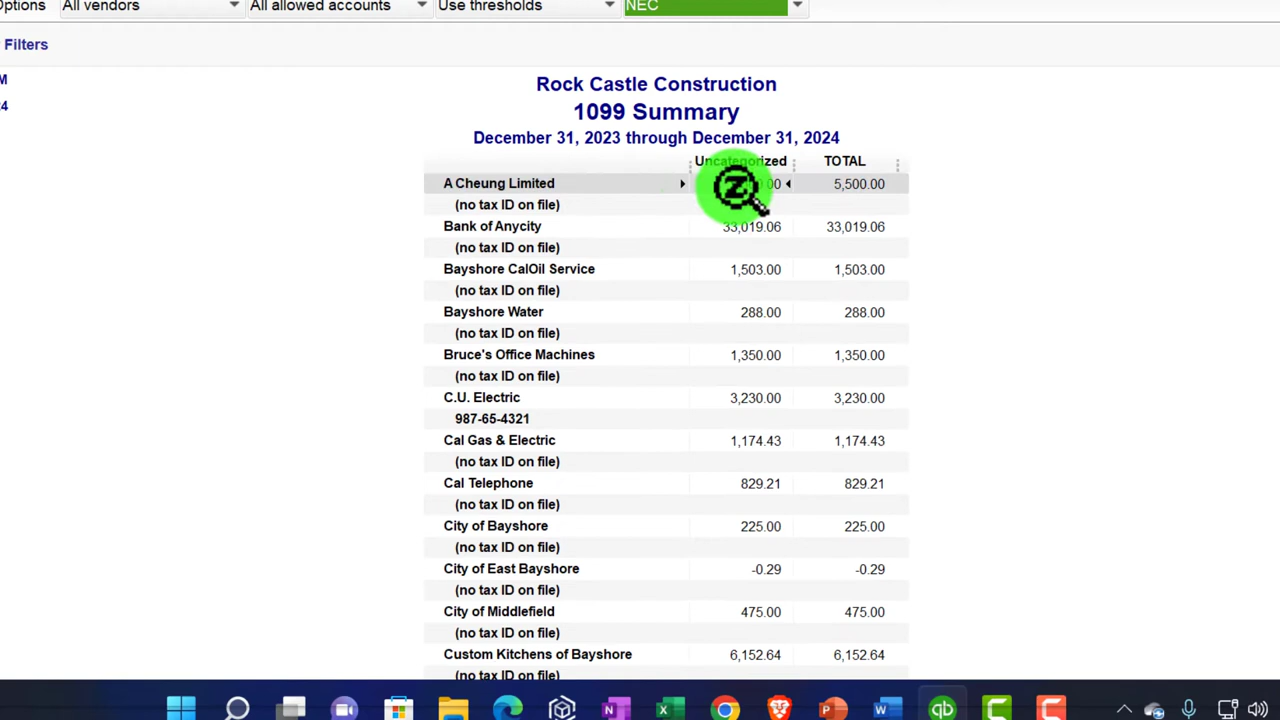 Options All vendors All allowed accounts Use thresholds NEC
Filters
M
24
Rock Castle Construction
1099 Summary
December 31, 2023 through December 31, 2024
Uncategorized TOTAL
A Cheung Limited 5,500.00
(no tax ID on file)
Bank of Anycity 33,019.06 33,019.06
(no tax ID on file)
Bayshore CalOil Service 1,503.00 1,503.00
(no tax ID on file)
Bayshore Water 288.00 288.00
(no tax ID on file)
Bruce's Office Machines 1,350.00 1,350.00
(no tax ID on file)
C.U. Electric 3,230.00 3,230.00
987-65-4321
Cal Gas & Electric 1,174.43 1,174.43
(no tax ID on file)
Cal Telephone 829.21 829.21
(no tax ID on file)
City of Bayshore 225.00 225.00
(no tax ID on file)
City of East Bayshore -0.29 -0.29
(no tax ID on file)
City of Middlefield 475.00 475.00
(no tax ID on file)
Custom Kitchens of Bayshore 6,152.64 6,152.64
(no tax ID on file)